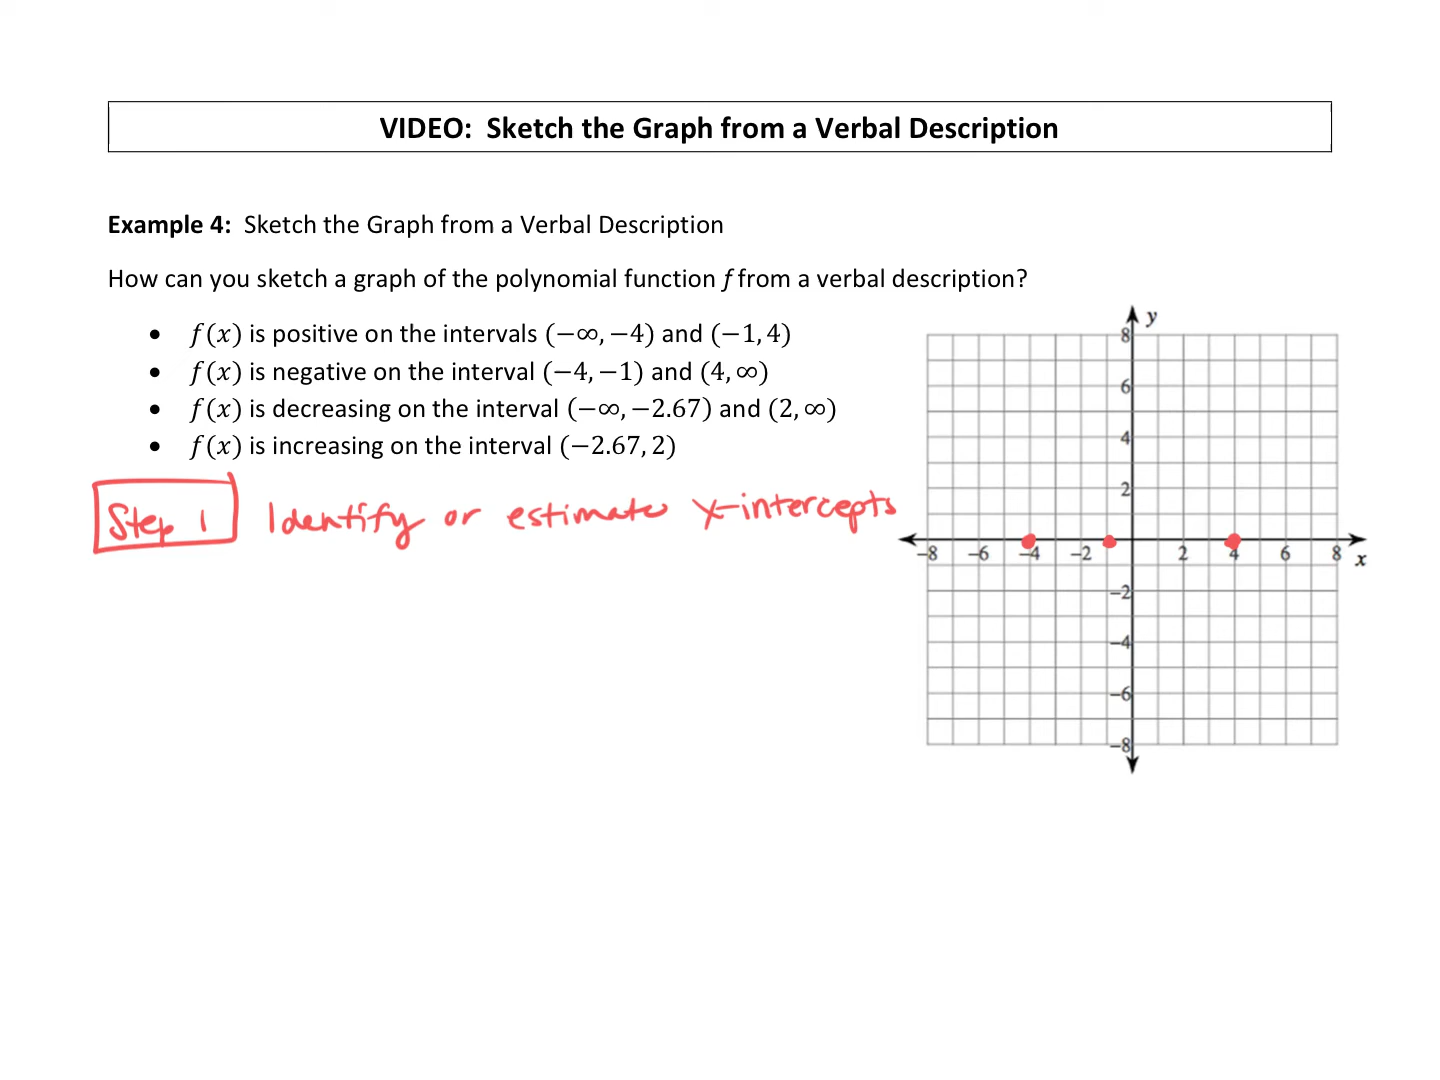 VIDEO: Sketch the Graph from a Verbal Description
Example 4: Sketch the Graph from a Verbal Description
How can you sketch a graph of the polynomial function f from a verbal description?
• f(x) is positive on the intervals (−∞, −4) and (−1, 4)
• f(x) is negative on the interval (−4, −1) and (4, ∞)
• f(x) is decreasing on the interval (−∞, −2.67) and (2, ∞)
• f(x) is increasing on the interval (−2.67, 2)
Step 1 Identify or estimate x-intercepts
y
8
6
4
2
−8 −6 −4 −2 2 4 6 8 x
−2
−4
−6
−8